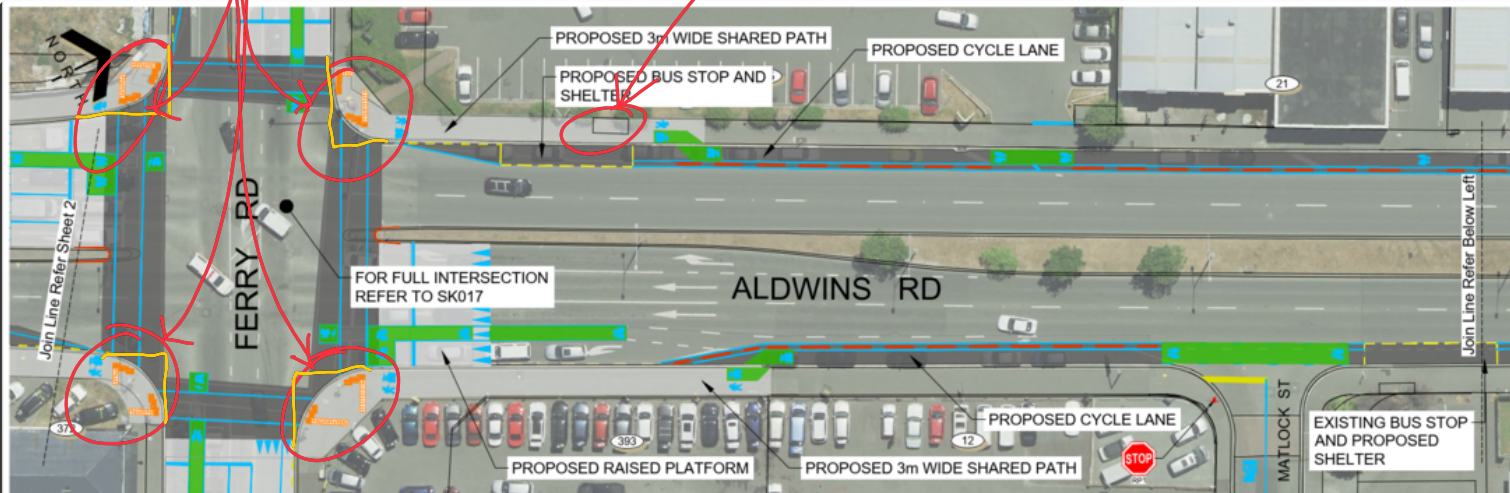 NORTH
PROPOSED 3m WIDE SHARED PATH
PROPOSED CYCLE LANE
PROPOSED BUS STOP AND
SHELTER
21
Join Line Refer Sheet 2
FERRY RD
FOR FULL INTERSECTION
REFER TO SK017
ALDWINS RD
Join Line Refer Below Left
393
12
PROPOSED CYCLE LANE
PROPOSED RAISED PLATFORM
PROPOSED 3m WIDE SHARED PATH
STOP
MATLOCK ST
EXISTING BUS STOP
AND PROPOSED
SHELTER